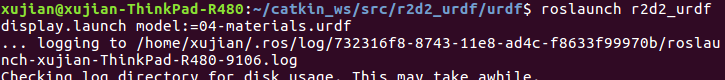 xujian@xujian-ThinkPad-R480:~/catkin_ws/src/r2d2_urdf/urdf$ roslaunch r2d2_urdf
display.launch model:=04-materials.urdf
... logging to /home/xujian/.ros/log/732316f8-8743-11e8-ad4c-f8633f99970b/roslau
nch-xujian-ThinkPad-R480-9106.log
Checking log directory for disk usage. This may take awhile.